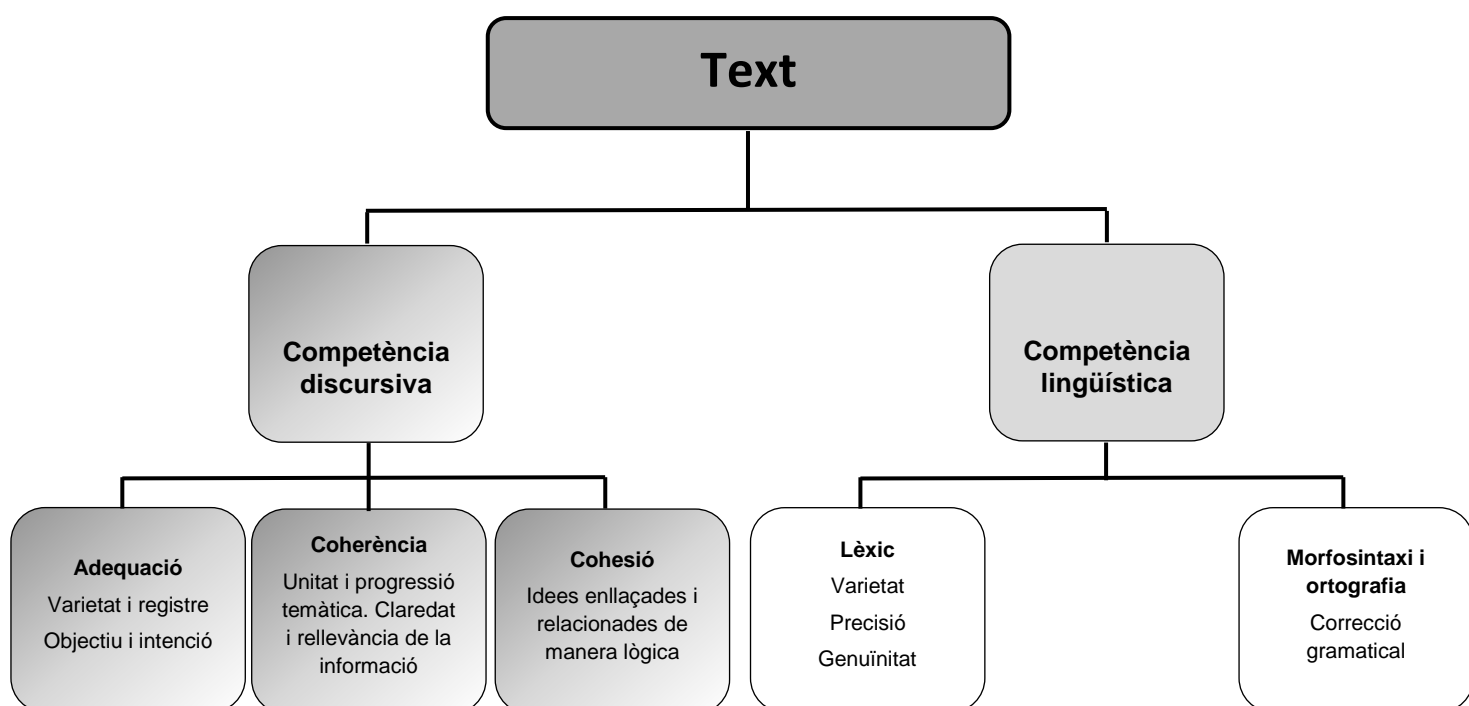 Text
Competència
discursiva
Competència
lingüística
Adequació
Varietat i registre
Objectiu i intenció
Coherència
Unitat i progressió
temàtica. Claredat
i rellevància de la
informació
Cohesió
Idees enllaçades i
relacionades de
manera lògica
Lèxic
Varietat
Precisió
Genuïnitat
Morfosintaxi i
ortografia
Correcció
gramatical